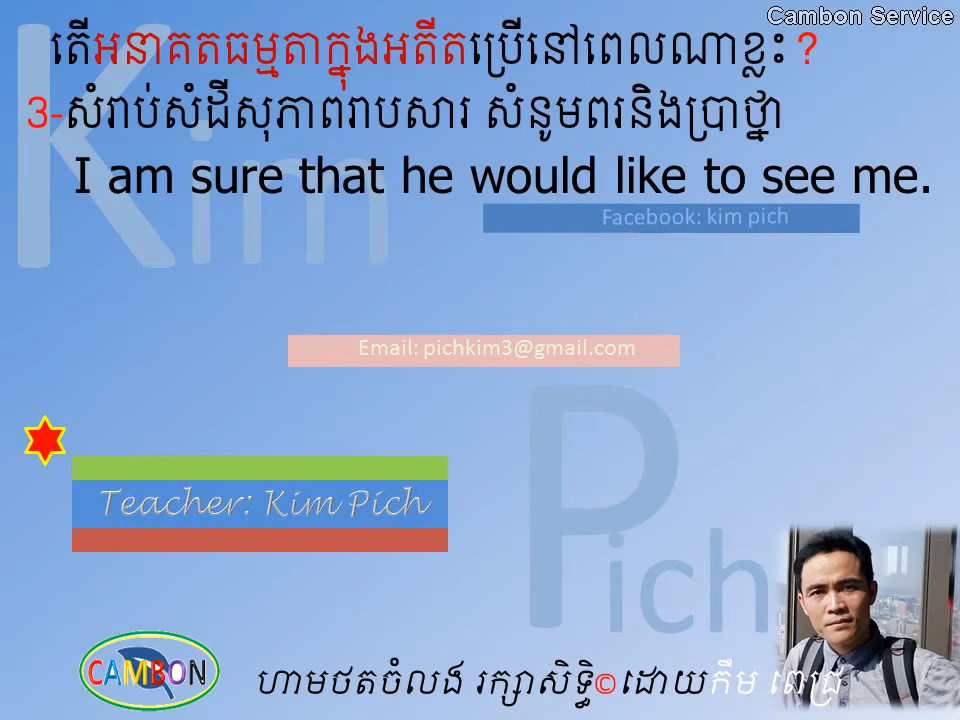 Cambon Service
តើអនាគតធម្មតាក្នុងអតីតប្រើនៅពេលណាខ្លះ ?
3-សំរាប់សំដីសុភាពរាបសារ សំនូមពរនិងប្រាថ្នា
I am sure that he would like to see me.
Kim
Facebook: kim pich
Email: pichkim3@gmail.com
Teacher: Kim Pich
Pich
CAMBON
ហាមថតចំលង រក្សាសិទ្ធិ©ដោយកឹម ពេជ្រ